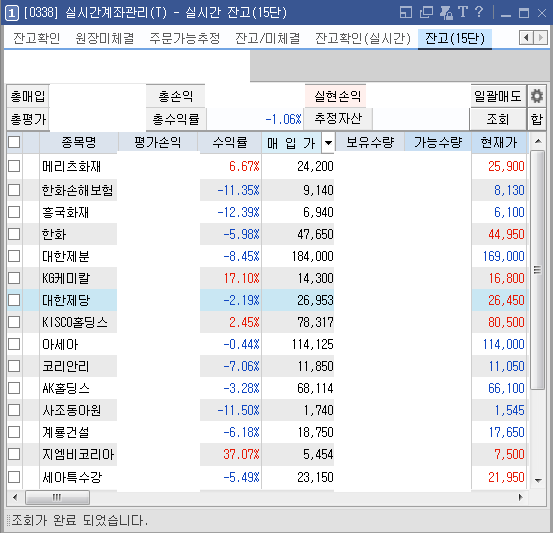 1 [0338] 실시간계좌관리(T) - 실시간 잔고(15단) T ?
잔고확인 원장미체결 주문가능추정 잔고/미체결 잔고확인(실시간) 잔고(15단)
총매입 총손익 실현손익 일괄매도
총평가 총수익률 -1.06% 추정자산 조회 합
종목명 평가손익 수익률 매 입 가 보유수량 가능수량 현재가
메리츠화재 6.67% 24,200 25,900
한화손해보험 -11.35% 9,140 8,130
흥국화재 -12.39% 6,940 6,100
한화 -5.98% 47,650 44,950
대한제분 -8.45% 184,000 169,000
KG케미칼 17.10% 14,300 16,800
대한제당 -2.19% 26,953 26,450
KISCO홀딩스 2.45% 78,317 80,500
아세아 -0.44% 114,125 114,000
코리안리 -7.06% 11,850 11,050
AK홀딩스 -3.28% 68,114 66,100
사조동아원 -11.50% 1,740 1,545
계룡건설 -6.18% 18,750 17,650
지엠비코리아 37.07% 5,454 7,500
세아특수강 -5.49% 23,150 21,950
조회가 완료 되었습니다.